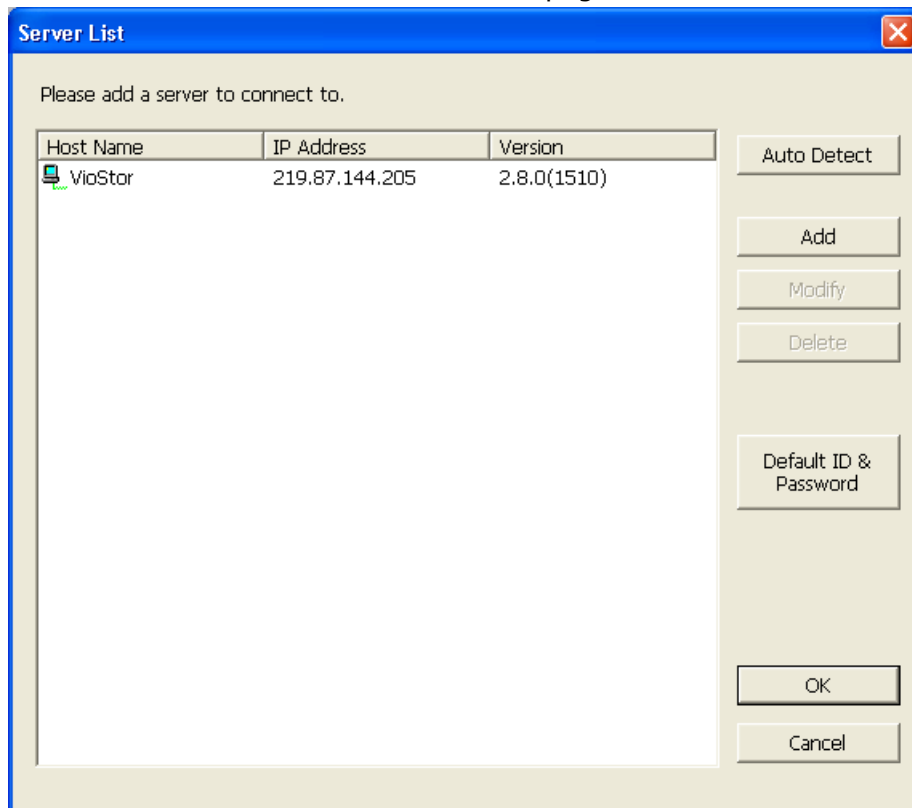 Server List
Please add a server to connect to.
Host Name IP Address Version
VioStor 219.87.144.205 2.8.0(1510)
Auto Detect
Add
Modify
Delete
Default ID &
Password
OK
Cancel